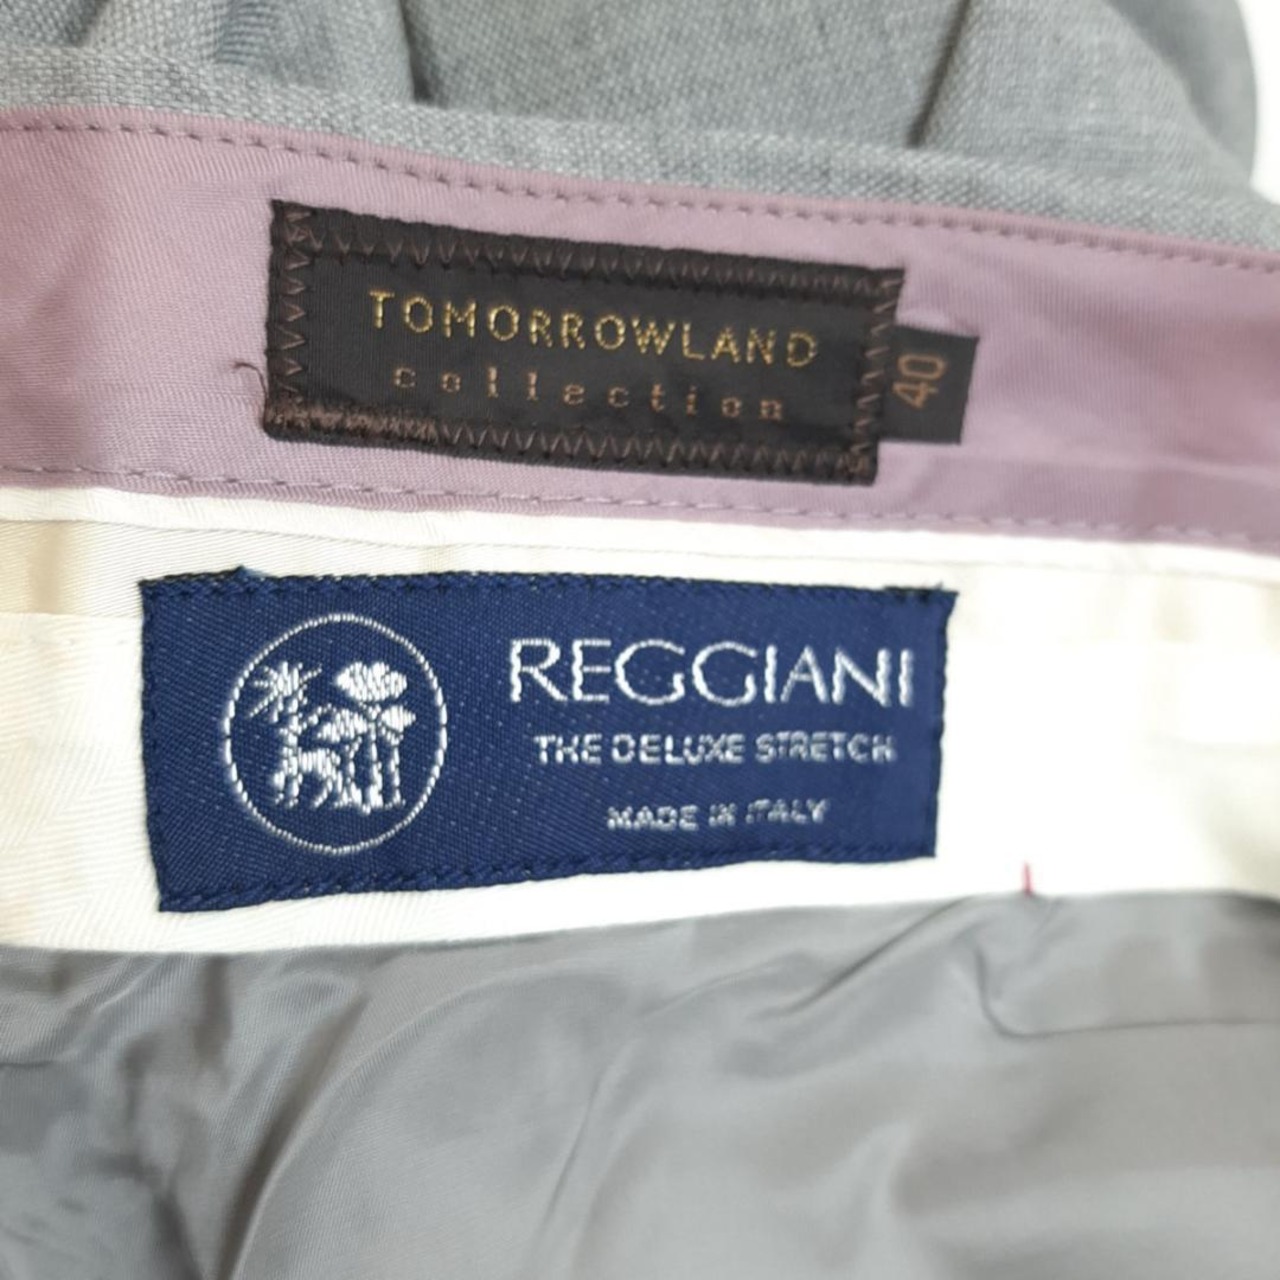 TOMORROWLAND
collection
40
REGGIANI
THE DELUXE STRETCH
MADE IN ITALY